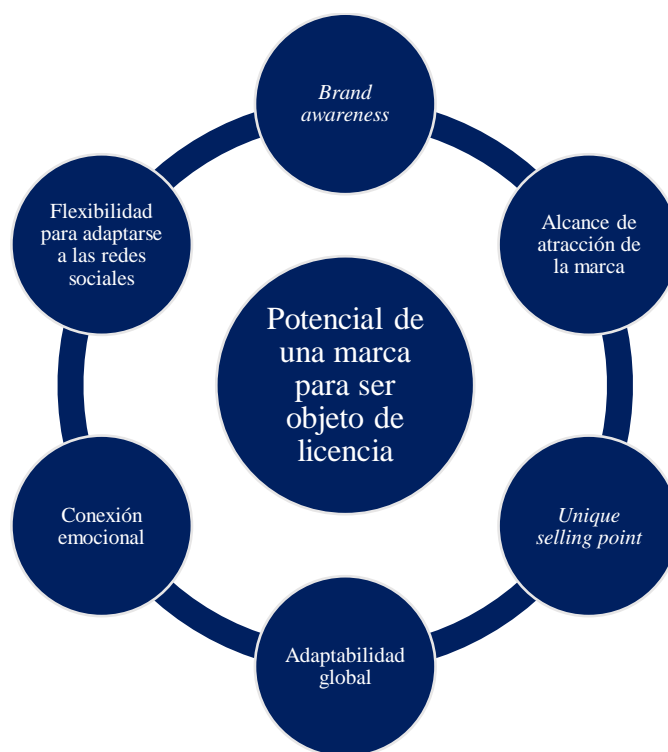 Brand
awareness
Alcance de
atracción de
la marca
Unique
selling point
Adaptabilidad
global
Conexión
emocional
Flexibilidad
para adaptarse
a las redes
sociales
Potencial de
una marca
para ser
objeto de
licencia